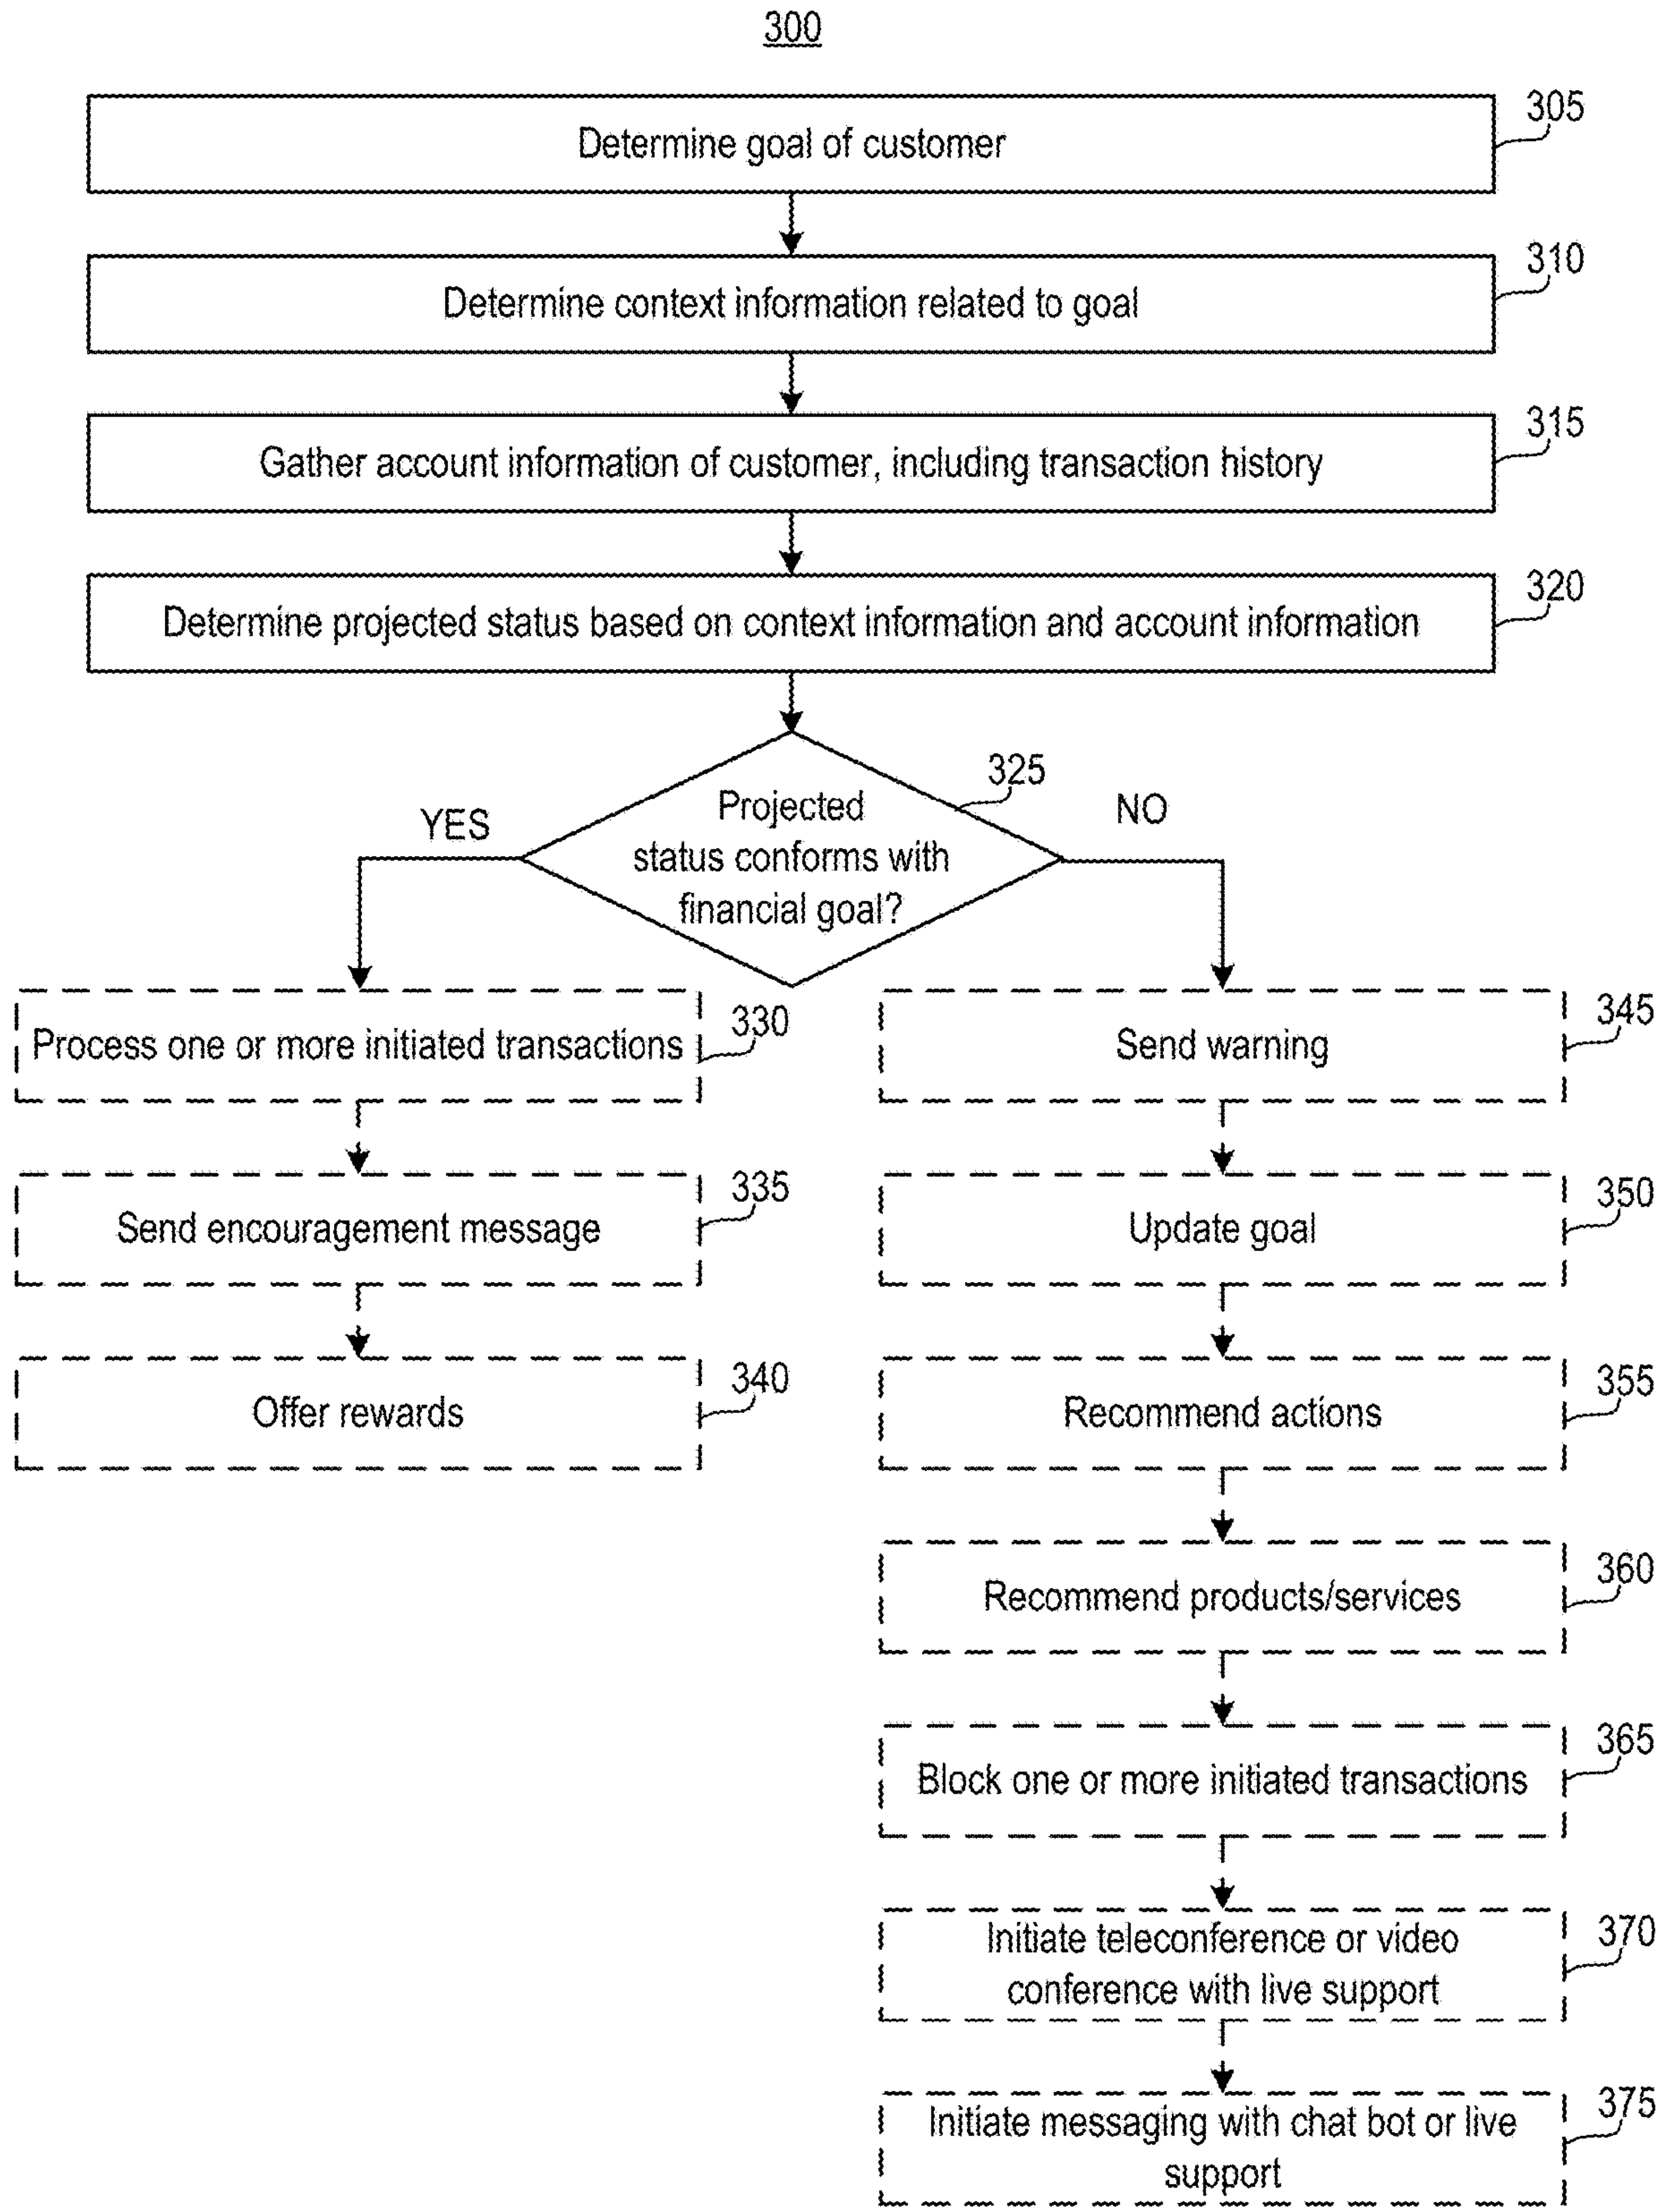 300
Determine goal of customer
305
Determine context information related to goal
310
Gather account information of customer, including transaction history
315
Determine projected status based on context information and account information
320
Projected
status conforms with
financial goal?
325
YES
NO
Process one or more initiated transactions
330
Send encouragement message
335
Offer rewards
340
Send warning
345
Update goal
350
Recommend actions
355
Recommend products/services
360
Block one or more initiated transactions
365
Initiate teleconference or video
conference with live support
370
Initiate messaging with chat bot or live
support
375